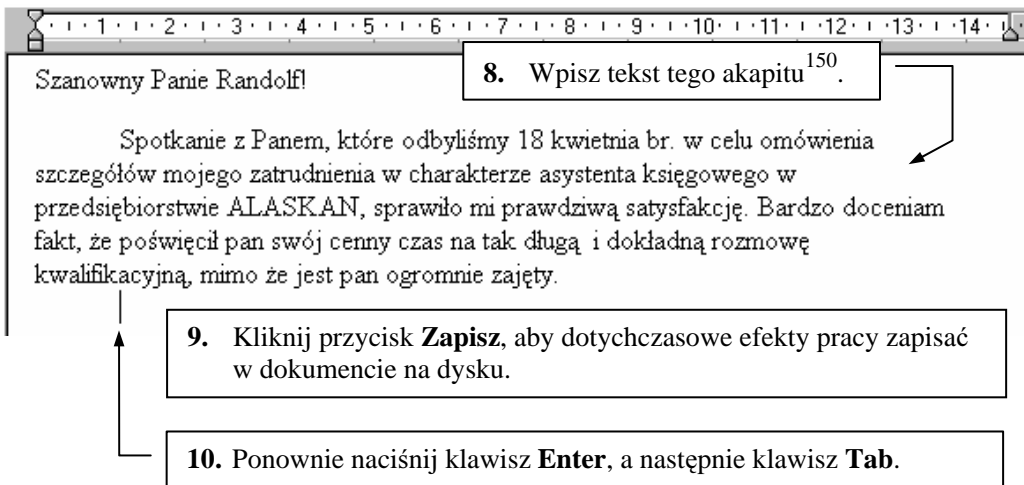 1 2 3 4 5 6 7 8 9 10 11 12 13 14
Szanowny Panie Randolf!
8. Wpisz tekst tego akapitu150.
Spotkanie z Panem, które odbyliśmy 18 kwietnia br. w celu omówienia
szczegółów mojego zatrudnienia w charakterze asystenta księgowego w
przedsiębiorstwie ALASKAN, sprawiło mi prawdziwą satysfakcję. Bardzo doceniam
fakt, że poświęcił pan swój cenny czas na tak długą i dokładną rozmowę
kwalifikacyjną, mimo że jest pan ogromnie zajęty.
9. Kliknij przycisk Zapisz, aby dotychczasowe efekty pracy zapisać
w dokumencie na dysku.
10. Ponownie naciśnij klawisz Enter, a następnie klawisz Tab.